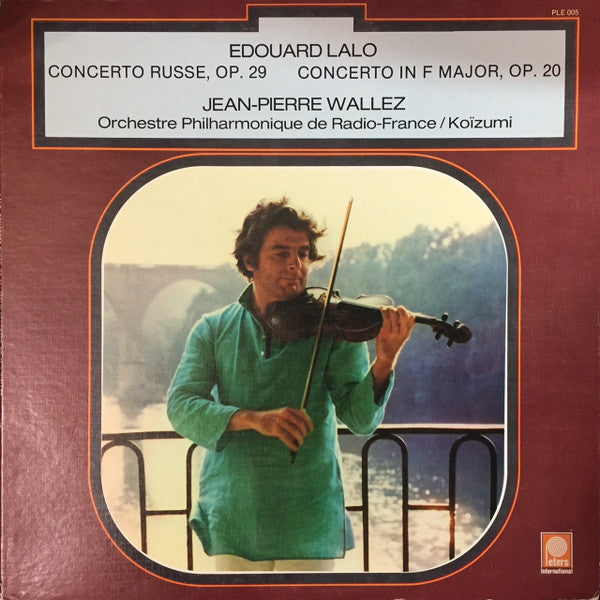 PLE 005
EDOUARD LALO
CONCERTO RUSSE, OP. 29 CONCERTO IN F MAJOR, OP. 20
JEAN-PIERRE WALLEZ
Orchestre Philharmonique de Radio-France / Koïzumi
Peters
international